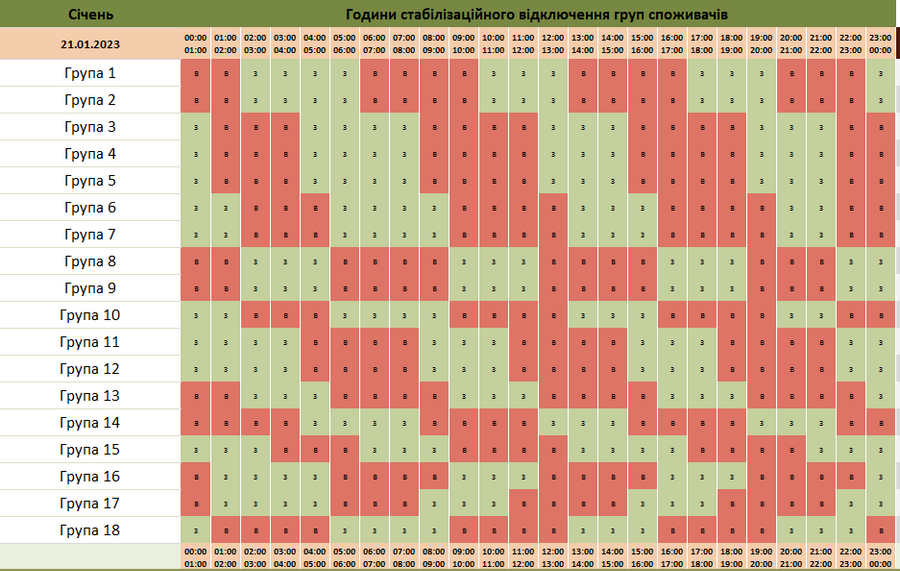 Січень Години стабілізаційного відключення груп споживачів
21.01.2023 00:00 01:00 02:00 03:00 04:00 05:00 06:00 07:00 08:00 09:00 10:00 11:00 12:00 13:00 14:00 15:00 16:00 17:00 18:00 19:00 20:00 21:00 22:00 23:00
01:00 02:00 03:00 04:00 05:00 06:00 07:00 08:00 09:00 10:00 11:00 12:00 13:00 14:00 15:00 16:00 17:00 18:00 19:00 20:00 21:00 22:00 23:00 00:00
Група 1 В В З З З З В В В В З З З В В В В З З З В В В З
Група 2 В В З З З З В В В В З З З В В В В З З З В В В З
Група 3 З В В В З З З З В В В В З З З В В В В З З З В В
Група 4 З В В В З З З З В В В В З З З В В В В З З З В В
Група 5 З В В В З З З З В В В В З З З В В В В З З З В В
Група 6 З З В В В З З З З В В В В З З З В В В В З З В В
Група 7 З З В В В З З З З В В В В З З З В В В В З З В В
Група 8 В В З З З В В В В З З З В В В В З З З В В В З З
Група 9 В В З З З В В В В З З З В В В В З З З В В В З З
Група 10 З З В В В З З З З В В В В З З З В В В В З З В В
Група 11 З З З З В В В В З З З В В В В З З З В В В В З З
Група 12 З З З З В В В В З З З В В В В З З З В В В В З З
Група 13 В В З З З В В В В З З З В В В В З З З В В В В З
Група 14 В В В В З З З З В В В В З З З В В В В З З З В В
Група 15 З З З В В В З З З В В В В З З З З В В В В З З З
Група 16 В З З З З В В В В З З З В В В В З З З В В В В З
Група 17 В З З З З В В В З З З В В В В З З З В В В В З З
Група 18 З В В В В З З З З В В В В З З З В В В В З З З В
00:00 01:00 02:00 03:00 04:00 05:00 06:00 07:00 08:00 09:00 10:00 11:00 12:00 13:00 14:00 15:00 16:00 17:00 18:00 19:00 20:00 21:00 22:00 23:00
01:00 02:00 03:00 04:00 05:00 06:00 07:00 08:00 09:00 10:00 11:00 12:00 13:00 14:00 15:00 16:00 17:00 18:00 19:00 20:00 21:00 22:00 23:00 00:00